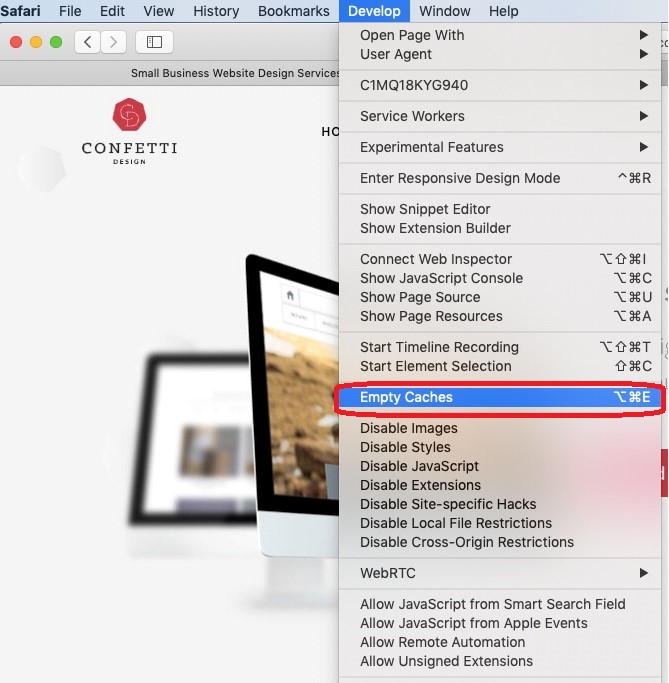 Safari File Edit View History Bookmarks Develop Window Help
Small Business Website Design Services
CONFETTI
DESIGN
HO
Open Page With
User Agent
C1MQ18KYG940
Service Workers
Experimental Features
Enter Responsive Design Mode ^⌘R
Show Snippet Editor
Show Extension Builder
Connect Web Inspector ⌥⇧⌘I
Show JavaScript Console ⌥⌘C
Show Page Source ⌥⌘U
Show Page Resources ⌥⌘A
Start Timeline Recording ⌥⇧⌘T
Start Element Selection ⇧⌘C
Empty Caches ⌥⌘E
Disable Images
Disable Styles
Disable JavaScript
Disable Extensions
Disable Site-specific Hacks
Disable Local File Restrictions
Disable Cross-Origin Restrictions
WebRTC
Allow JavaScript from Smart Search Field
Allow JavaScript from Apple Events
Allow Remote Automation
Allow Unsigned Extensions